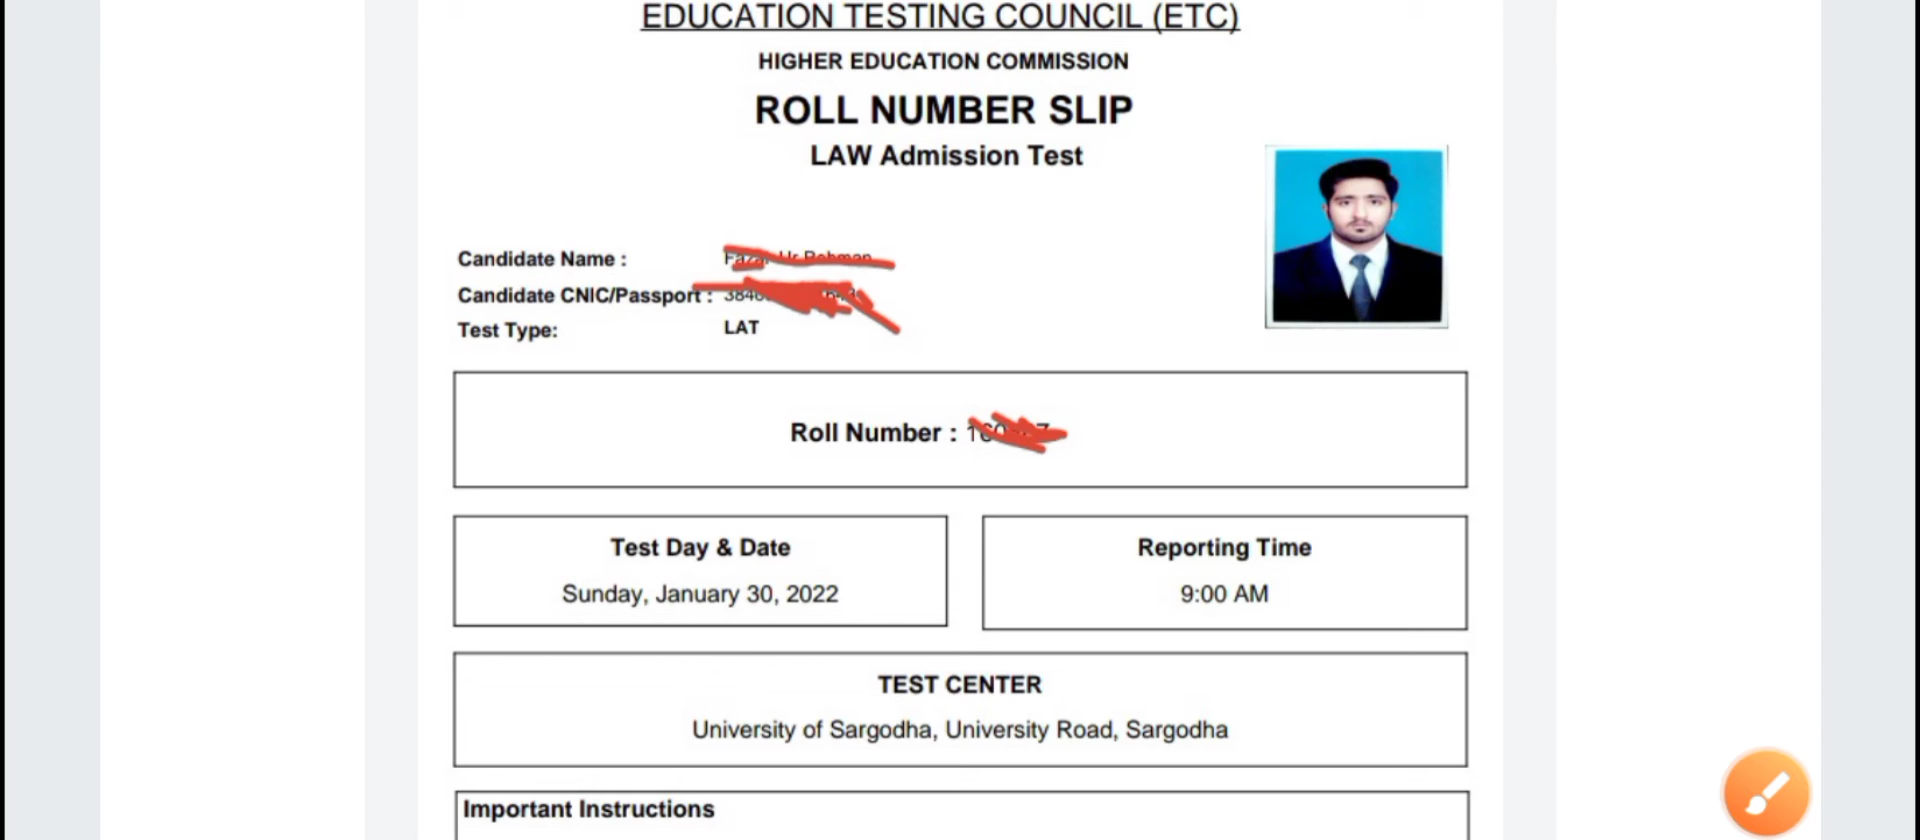 EDUCATION TESTING COUNCIL (ETC)
HIGHER EDUCATION COMMISSION
ROLL NUMBER SLIP
LAW Admission Test
Candidate Name :
Candidate CNIC/Passport :
Test Type: LAT
Roll Number :
Test Day & Date
Sunday, January 30, 2022
Reporting Time
9:00 AM
TEST CENTER
University of Sargodha, University Road, Sargodha
Important Instructions